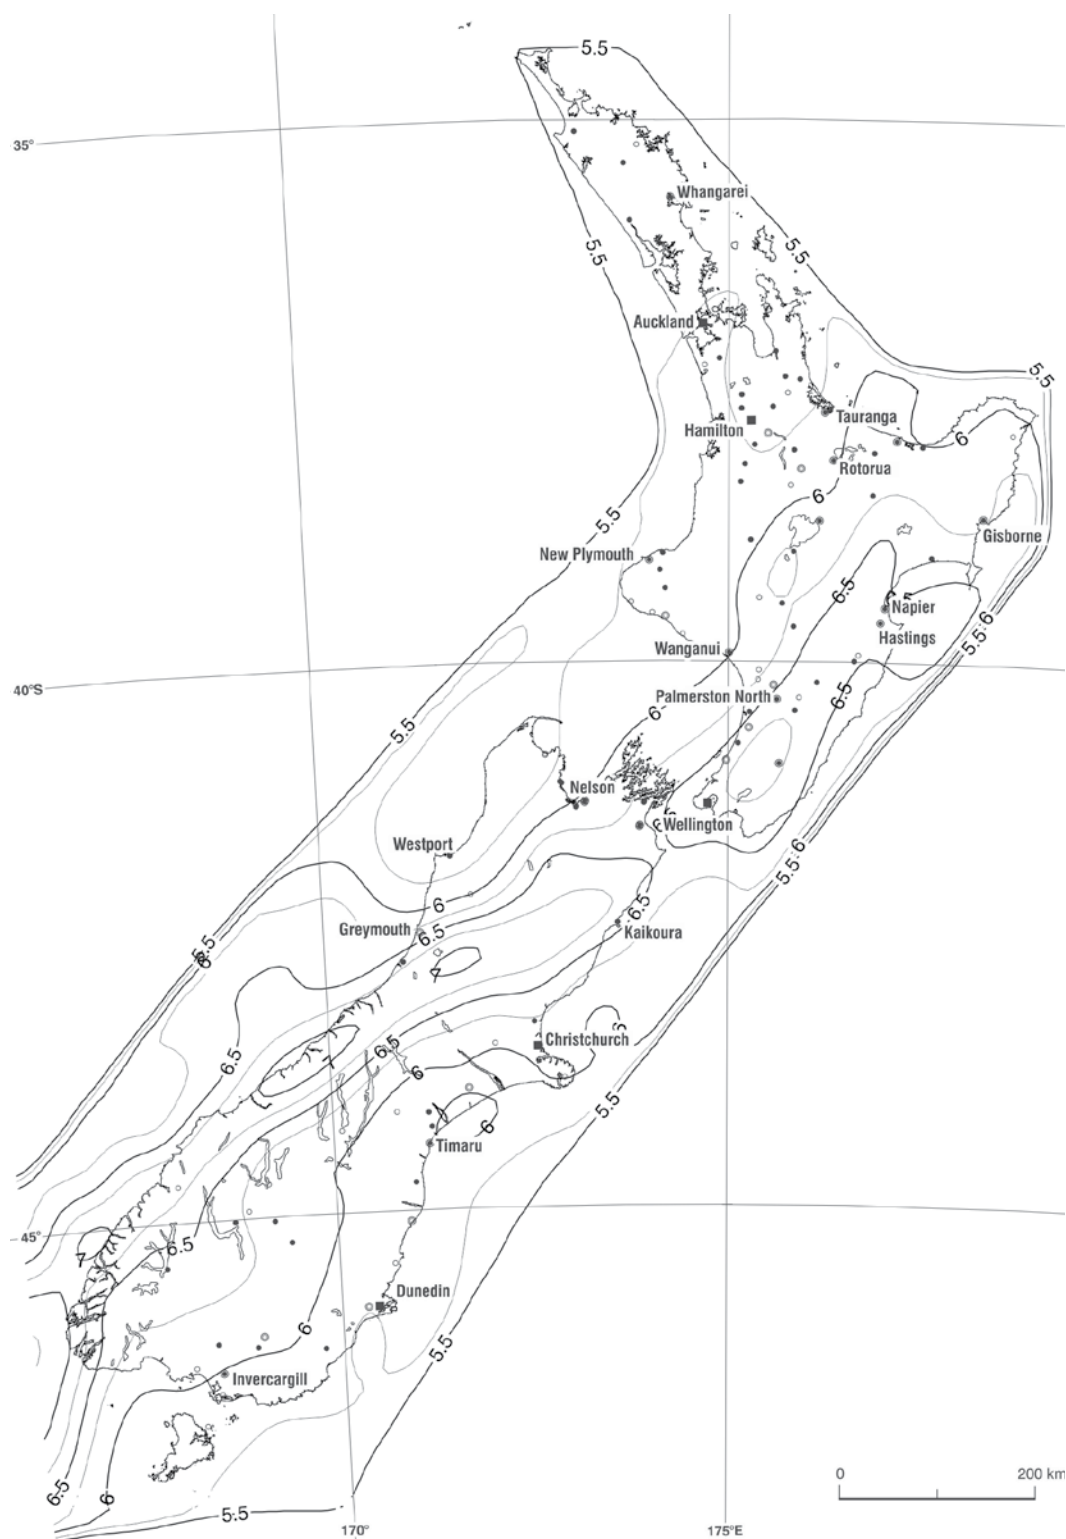 5.5
35°
Whangarei
5.5
5.5
Auckland
5.5
Tauranga
Hamilton
6
Rotorua
6
5.5
Gisborne
New Plymouth
6.5
Napier
Hastings
6
5.5
Wanganui
40°S
Palmerston North
6.5
6
5.5
Nelson
Wellington
Westport
6
5.5
6
6.5
Greymouth
6.5
Kaikoura
5.5
7
6.5
Christchurch
6.5
6
5.5
6
Timaru
45°
6.5
7
Dunedin
6
5.5
Invercargill
0
200 km
6.5
6
5.5
170°
175°E